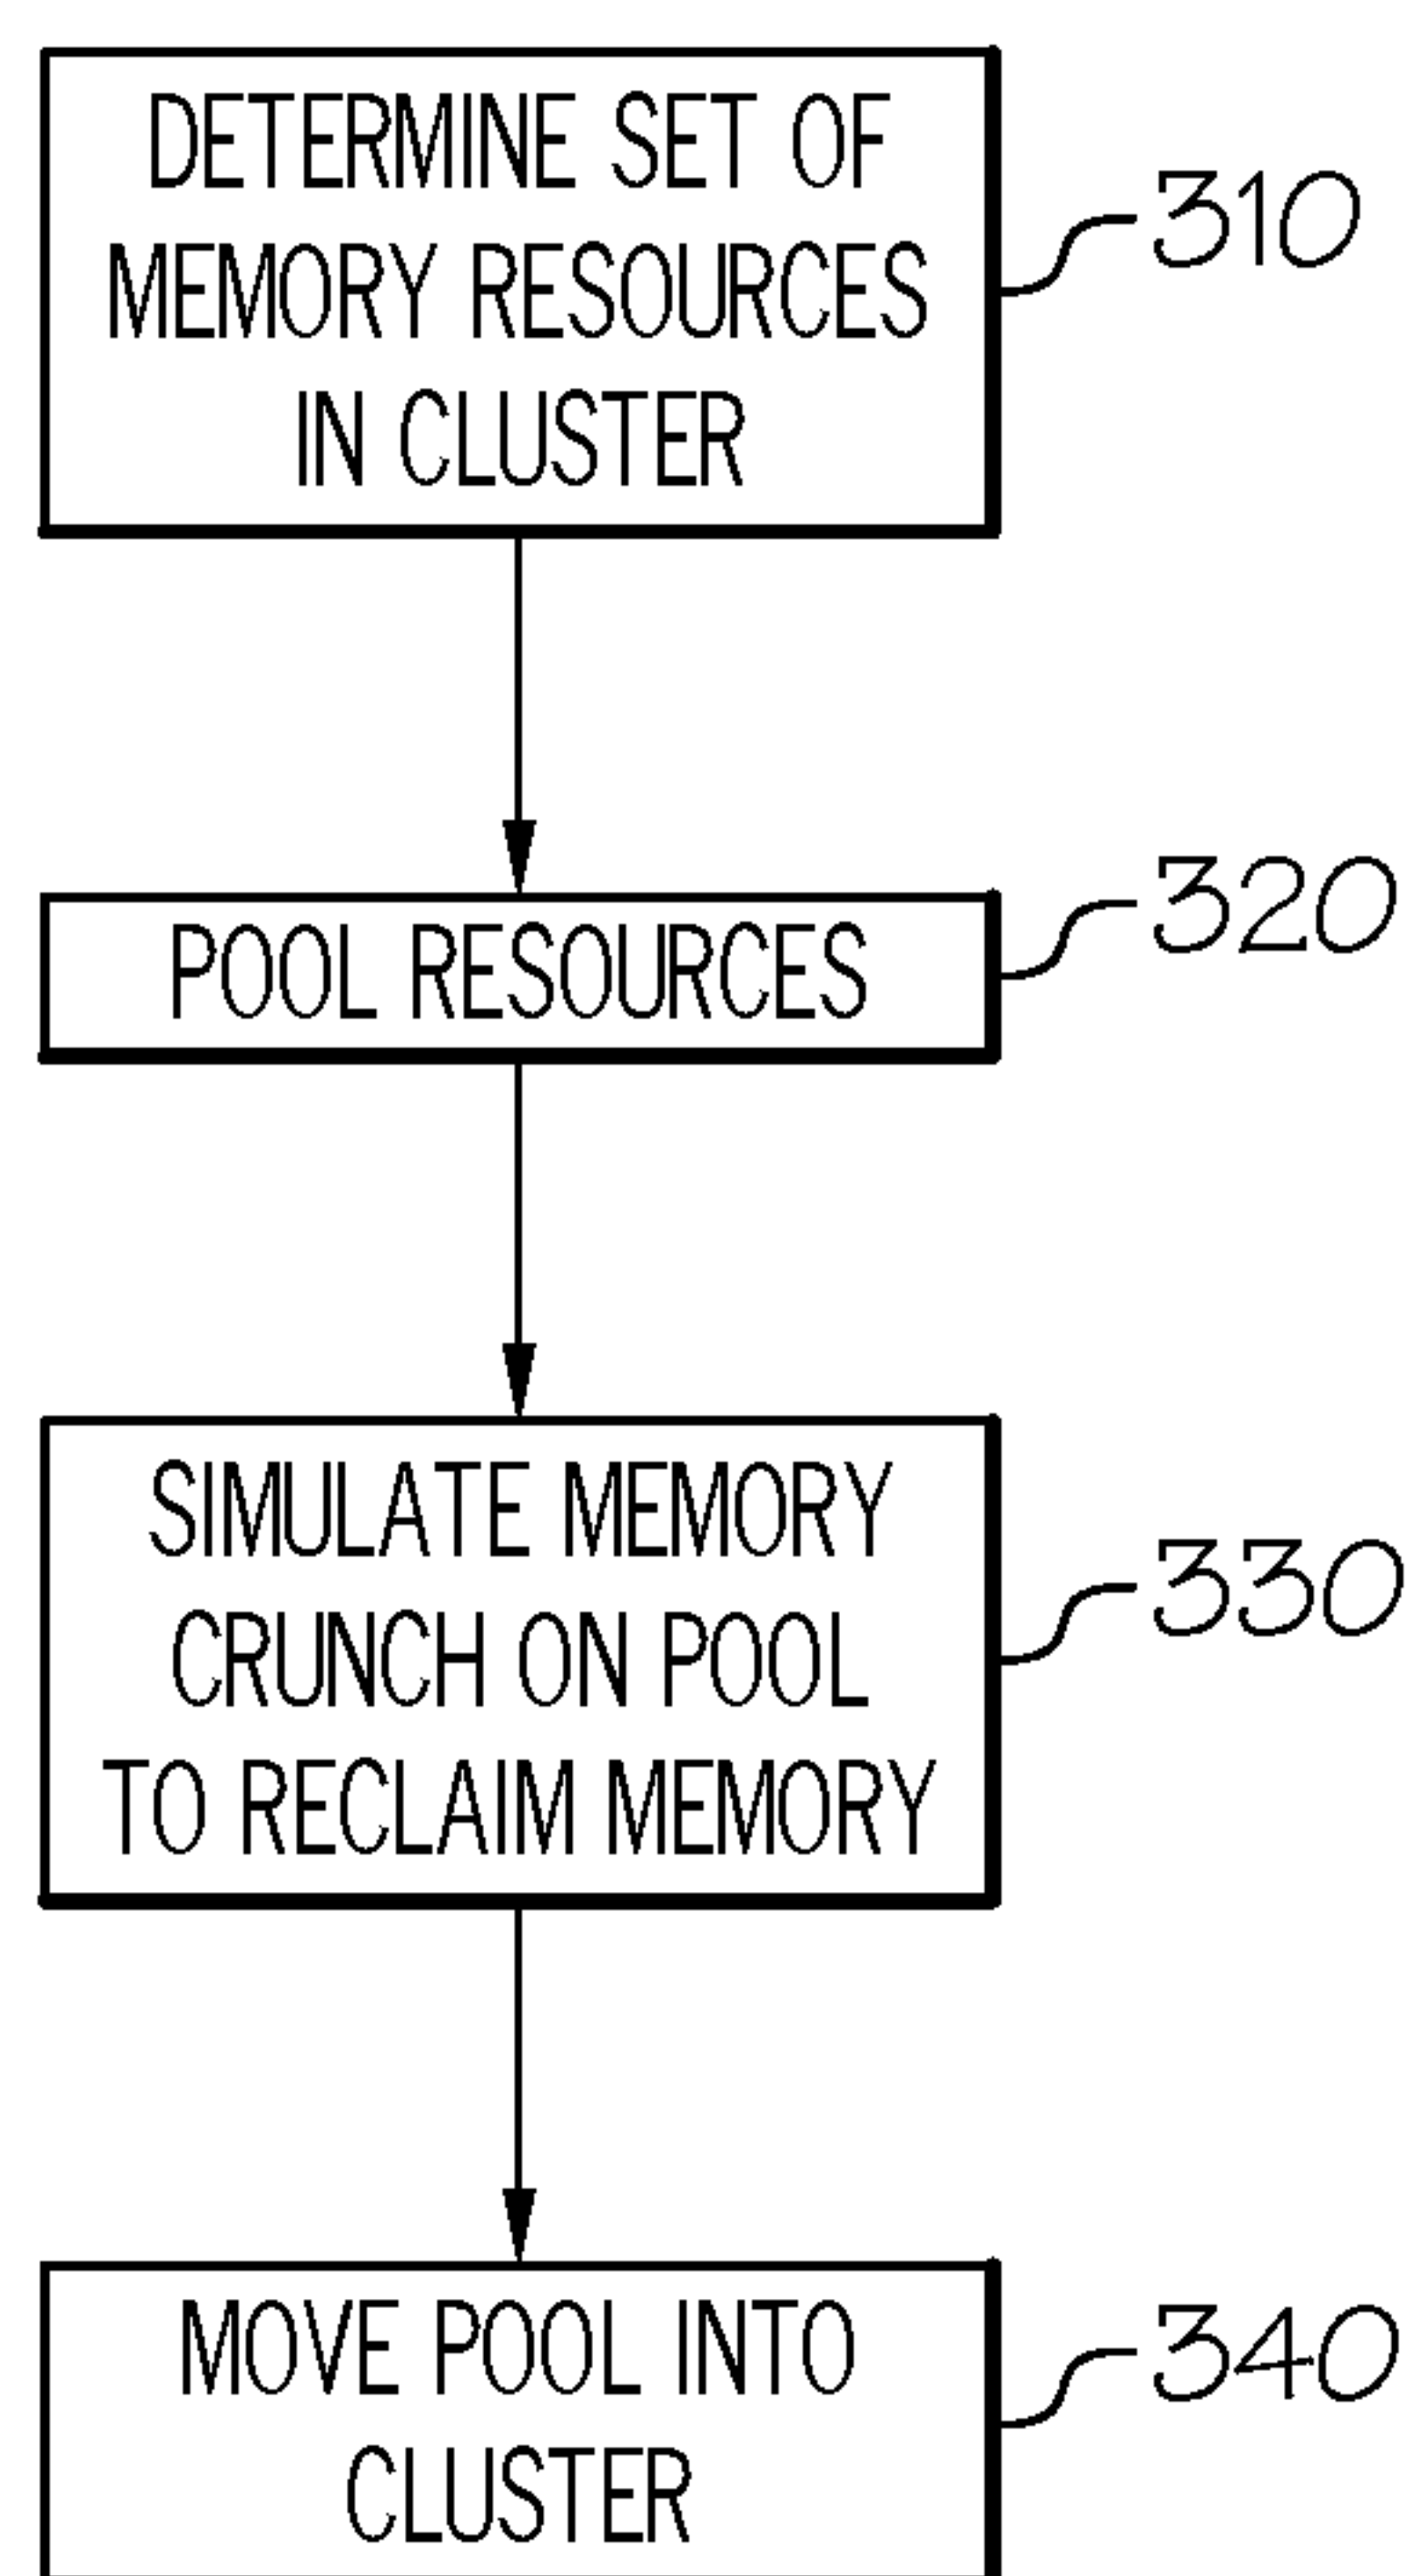 DETERMINE SET OF
MEMORY RESOURCES
IN CLUSTER
310
POOL RESOURCES
320
SIMULATE MEMORY
CRUNCH ON POOL
TO RECLAIM MEMORY
330
MOVE POOL INTO
CLUSTER
340